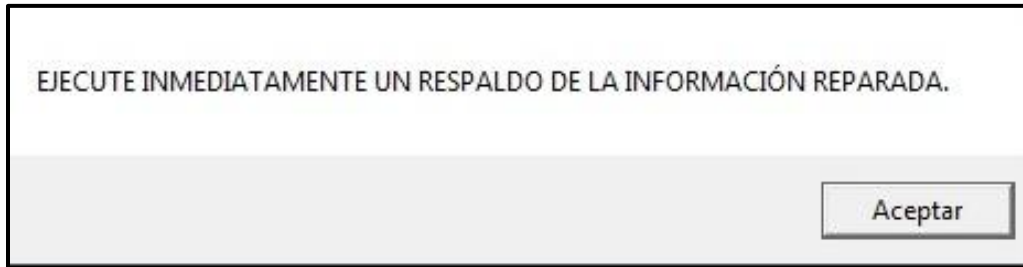 EJECUTE INMEDIATAMENTE UN RESPALDO DE LA INFORMACIÓN REPARADA.
Aceptar